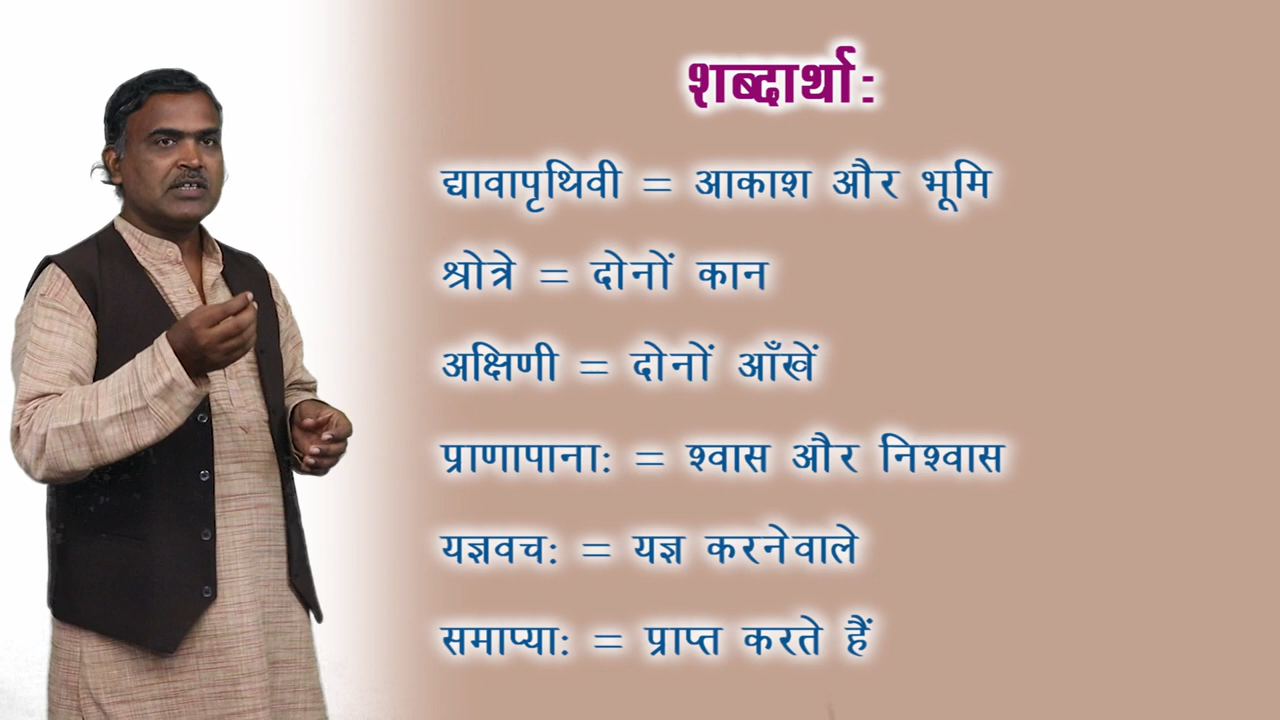 शब्दार्थाः
द्यावापृथिवी = आकाश और भूमि
श्रोत्रे = दोनों कान
अक्षिणी = दोनों आँखें
प्राणापानाः = श्वास और निश्वास
यज्ञवचः = यज्ञ करनेवाले
समाप्याः = प्राप्त करते हैं